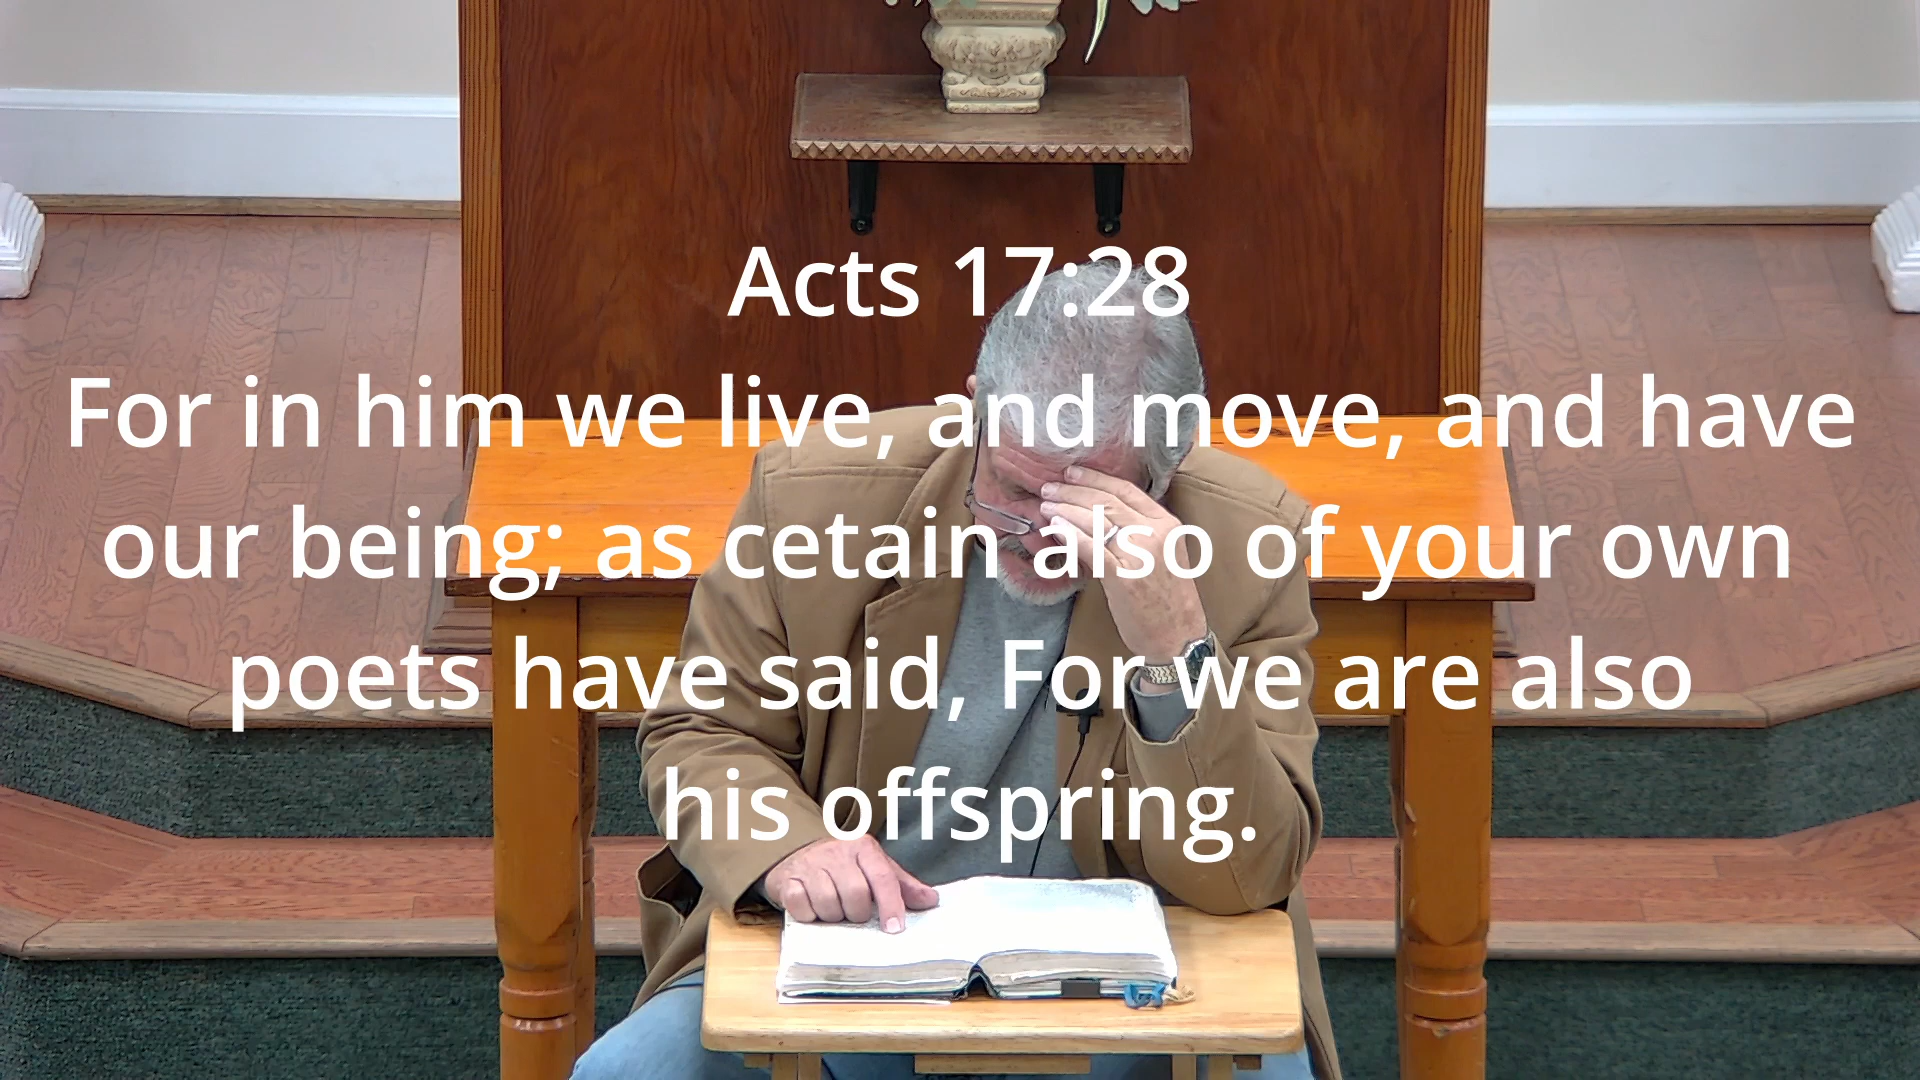 Acts 17:28
For in him we live, and move, and have
our being; as cetain also of your own
poets have said, For we are also
his offspring.